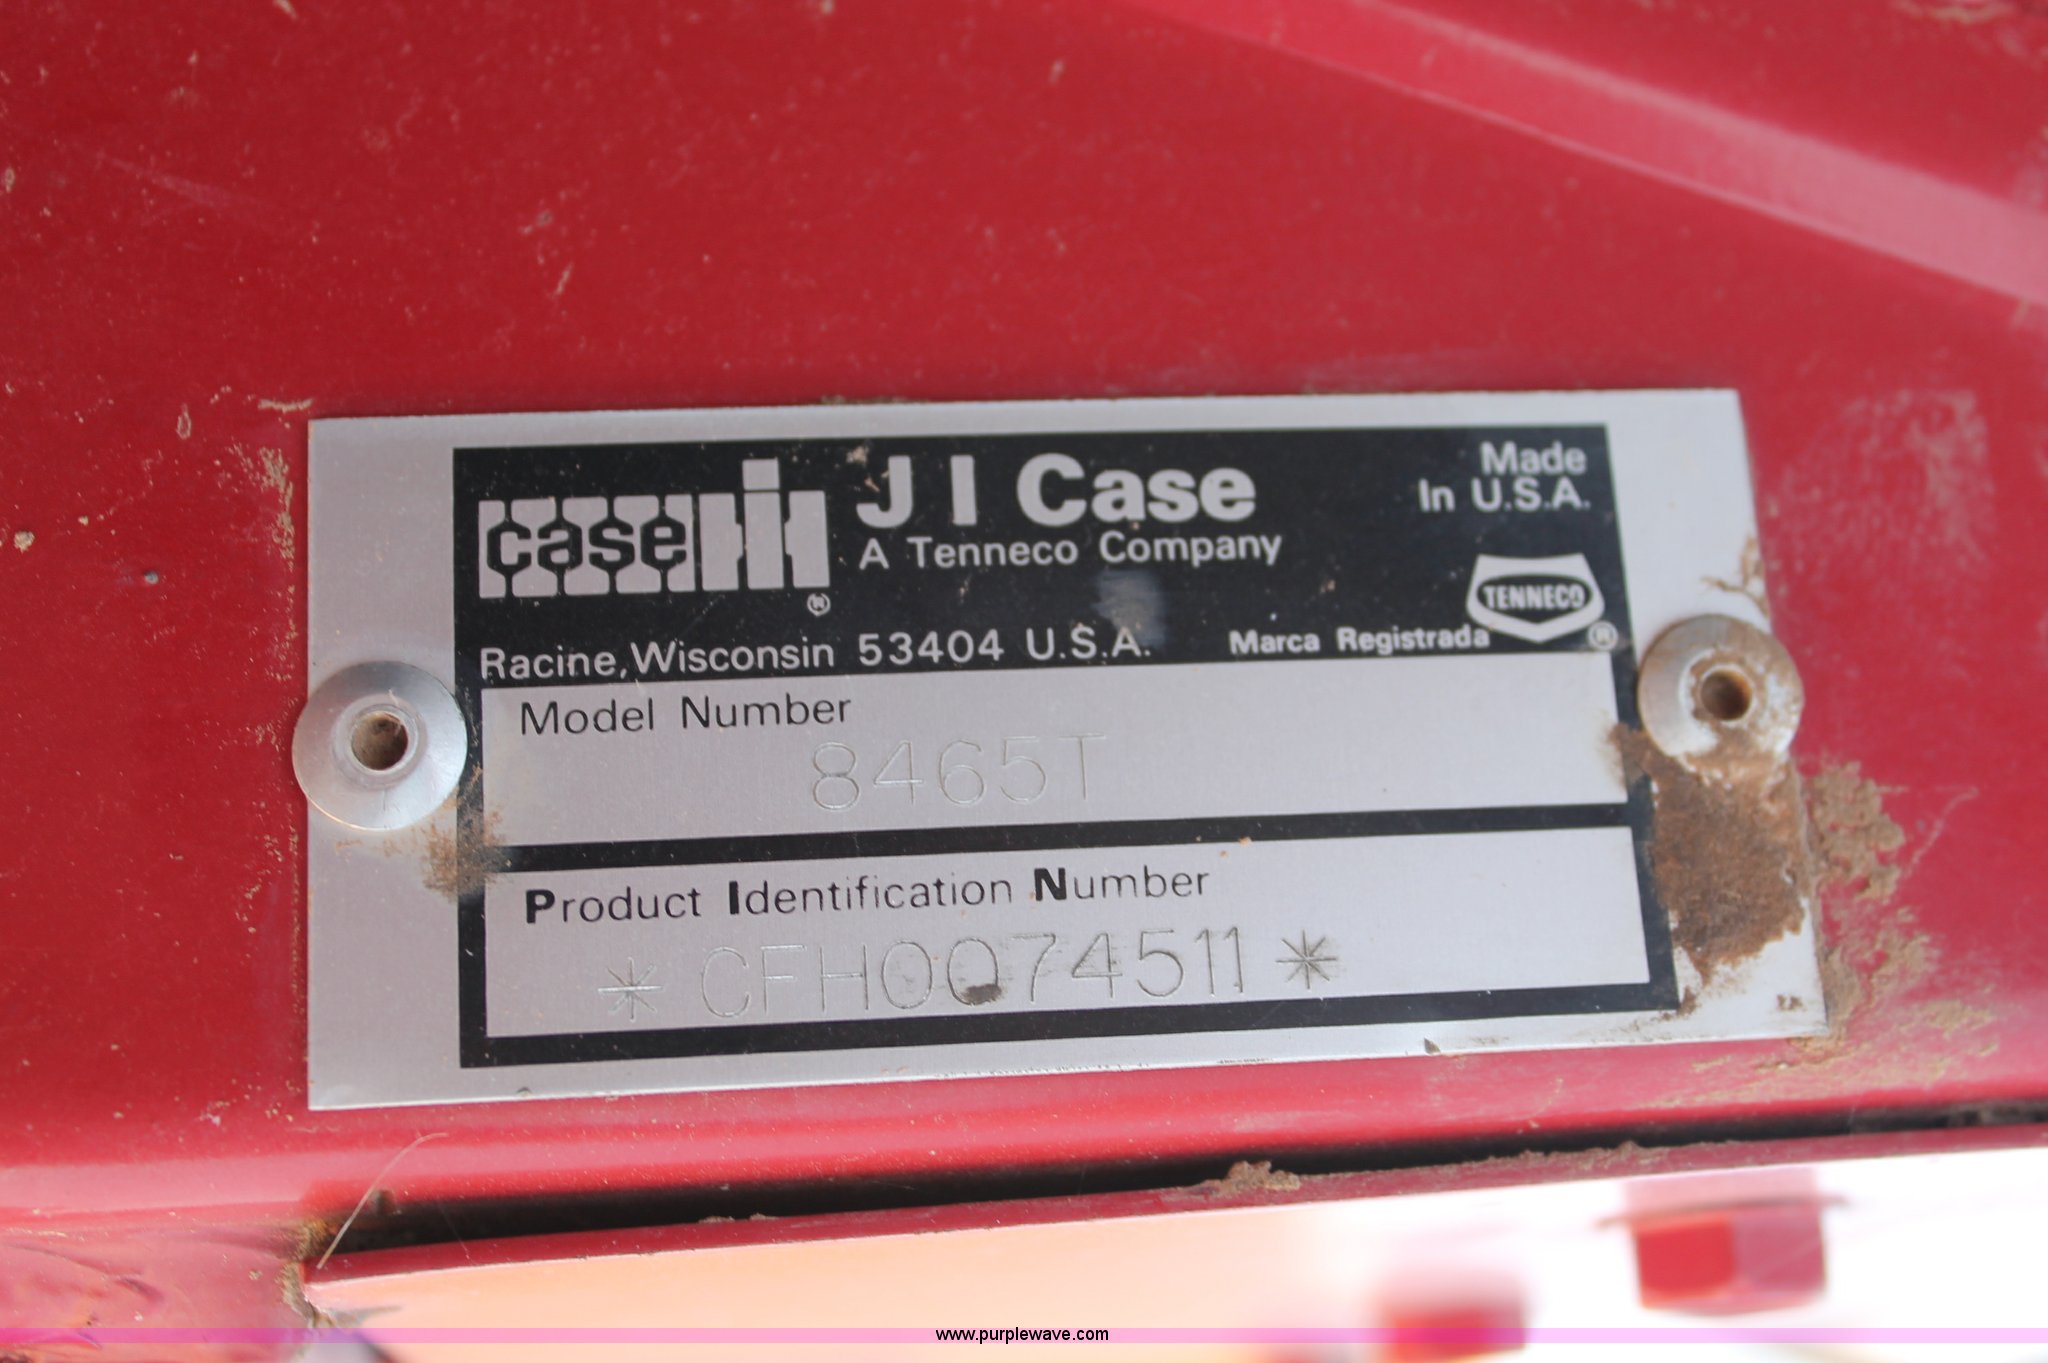 case IH ®
J I Case
A Tenneco Company
Made
In U.S.A.
TENNECO
®
Racine, Wisconsin 53404 U.S.A.
Marca Registrada
Model Number
8465T
Product Identification Number
* CFH0074511 *
www.purplewave.com